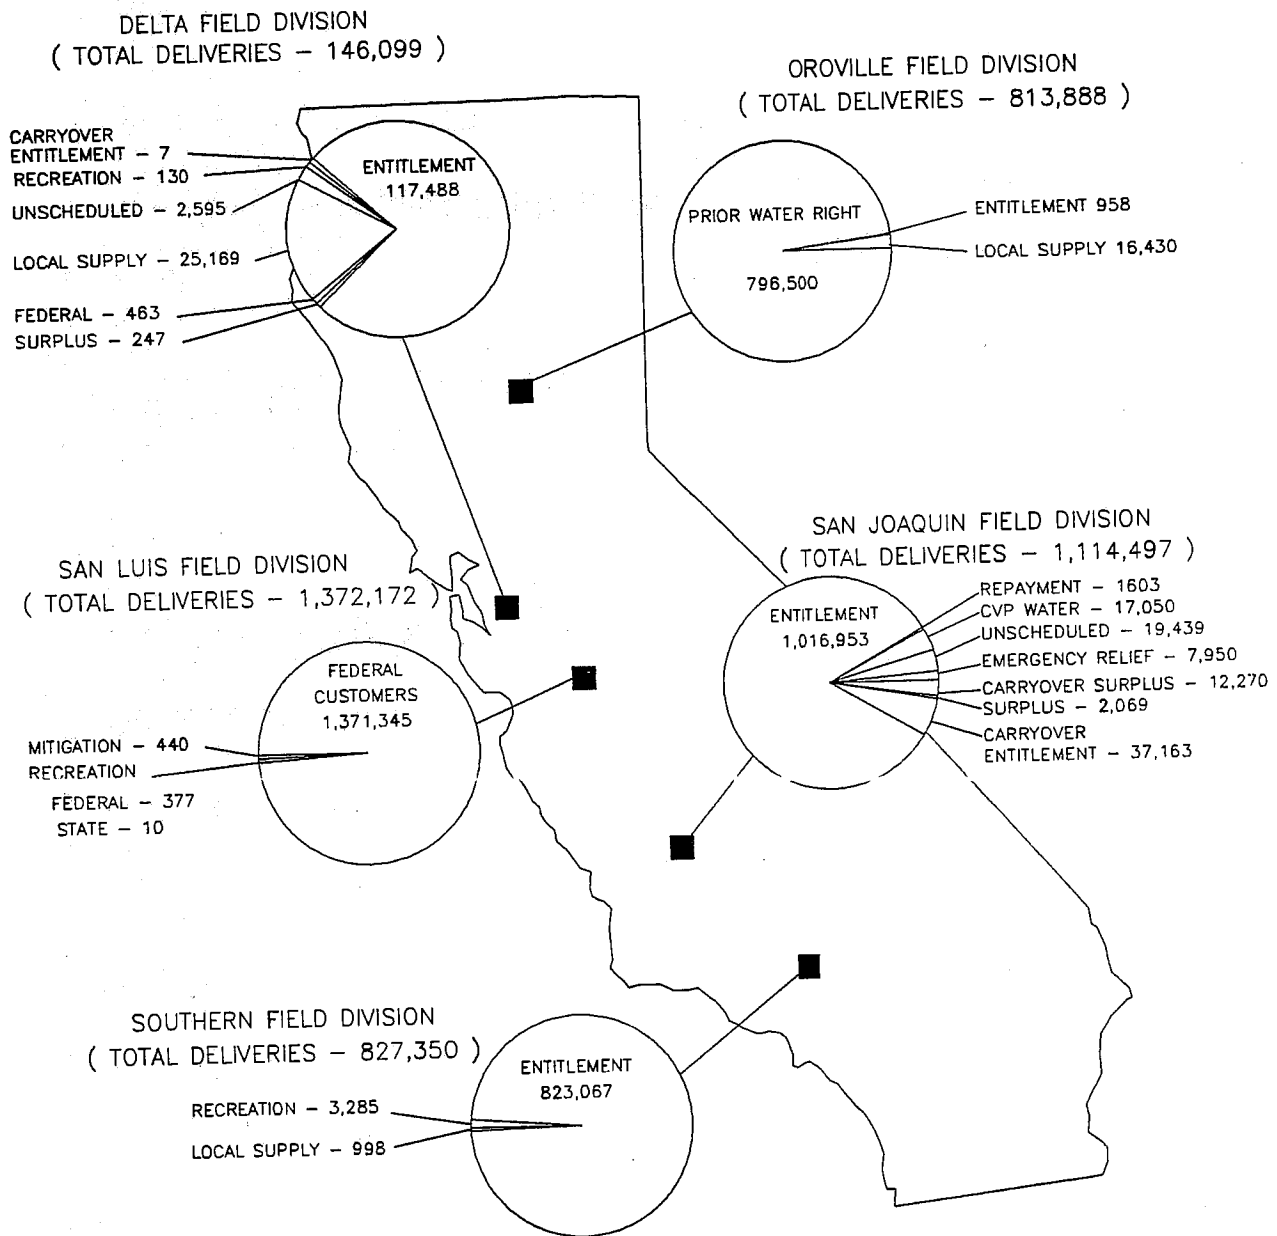 DELTA FIELD DIVISION
( TOTAL DELIVERIES – 146,099 )
CARRYOVER
ENTITLEMENT – 7
RECREATION – 130
UNSCHEDULED – 2,595
LOCAL SUPPLY – 25,169
FEDERAL – 463
SURPLUS – 247
ENTITLEMENT
117,488
OROVILLE FIELD DIVISION
( TOTAL DELIVERIES – 813,888 )
PRIOR WATER RIGHT
796,500
ENTITLEMENT 958
LOCAL SUPPLY 16,430
SAN LUIS FIELD DIVISION
( TOTAL DELIVERIES – 1,372,172 )
FEDERAL
CUSTOMERS
1,371,345
MITIGATION – 440
RECREATION
FEDERAL – 377
STATE – 10
SAN JOAQUIN FIELD DIVISION
( TOTAL DELIVERIES – 1,114,497 )
ENTITLEMENT
1,016,953
REPAYMENT – 1603
CVP WATER – 17,050
UNSCHEDULED – 19,439
EMERGENCY RELIEF – 7,950
CARRYOVER SURPLUS – 12,270
SURPLUS – 2,069
CARRYOVER
ENTITLEMENT – 37,163
SOUTHERN FIELD DIVISION
( TOTAL DELIVERIES – 827,350 )
ENTITLEMENT
823,067
RECREATION – 3,285
LOCAL SUPPLY – 998